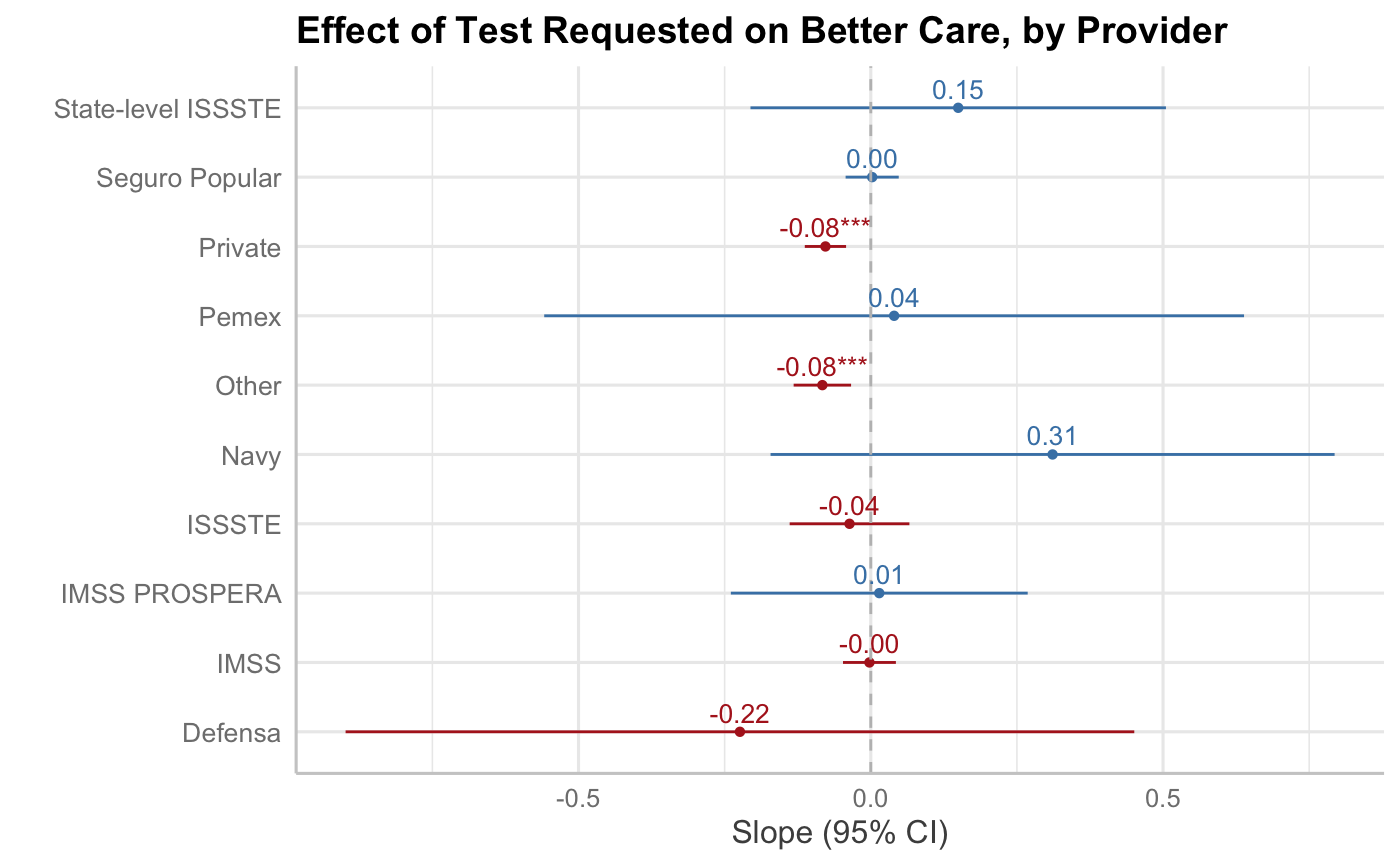 Effect of Test Requested on Better Care, by Provider
State-level ISSSTE
0.15
Seguro Popular
0.00
Private
-0.08***
Pemex
0.04
Other
-0.08***
Navy
0.31
ISSSTE
-0.04
IMSS PROSPERA
0.01
IMSS
-0.00
Defensa
-0.22
-0.5
0.0
0.5
Slope (95% CI)